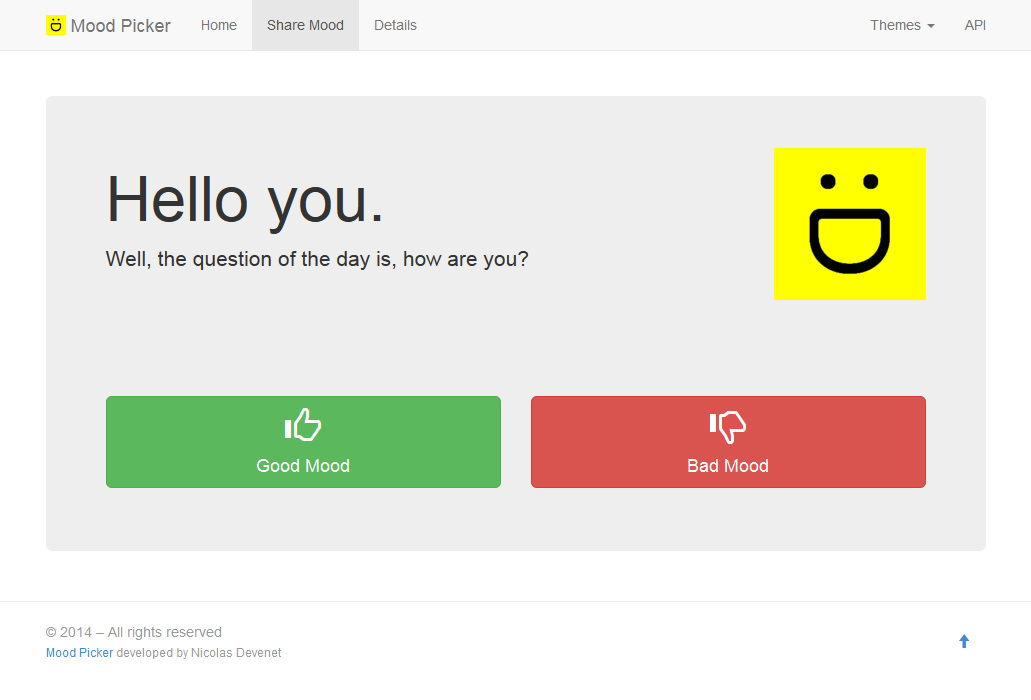 Mood Picker Home Share Mood Details Themes API
Hello you.
Well, the question of the day is, how are you?
Good Mood Bad Mood
© 2014 – All rights reserved
Mood Picker developed by Nicolas Devenet